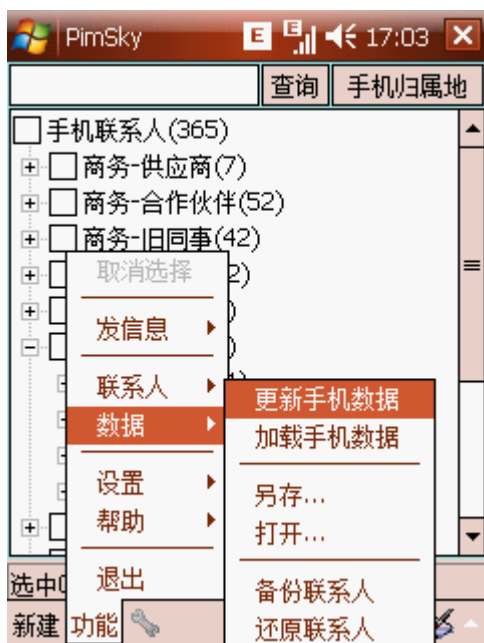 PimSky E E 17:03
查询 手机归属地
手机联系人(365)
商务-供应商(7)
商务-合作伙伴(52)
商务-旧同事(42)
取消选择 2)
发信息 )
)
联系人
更新手机数据
数据
加载手机数据
设置
另存...
帮助
打开...
退出
备份联系人
选中
新建 功能
还原联系人